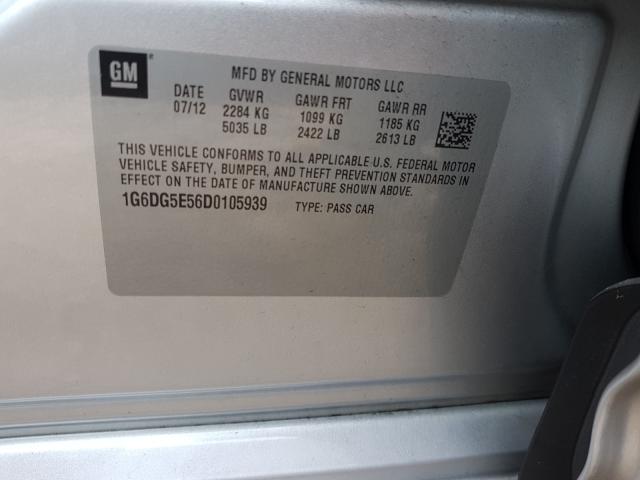 GM
MFD BY GENERAL MOTORS LLC
DATE GVWR GAWR FRT GAWR RR
07/12 2284 KG 1099 KG 1185 KG
5035 LB 2422 LB 2613 LB
THIS VEHICLE CONFORMS TO ALL APPLICABLE U.S. FEDERAL MOTOR
VEHICLE SAFETY, BUMPER, AND THEFT PREVENTION STANDARDS IN
EFFECT ON THE DATE OF MANUFACTURE SHOWN ABOVE.
1G6DG5E56D0105939 TYPE: PASS CAR